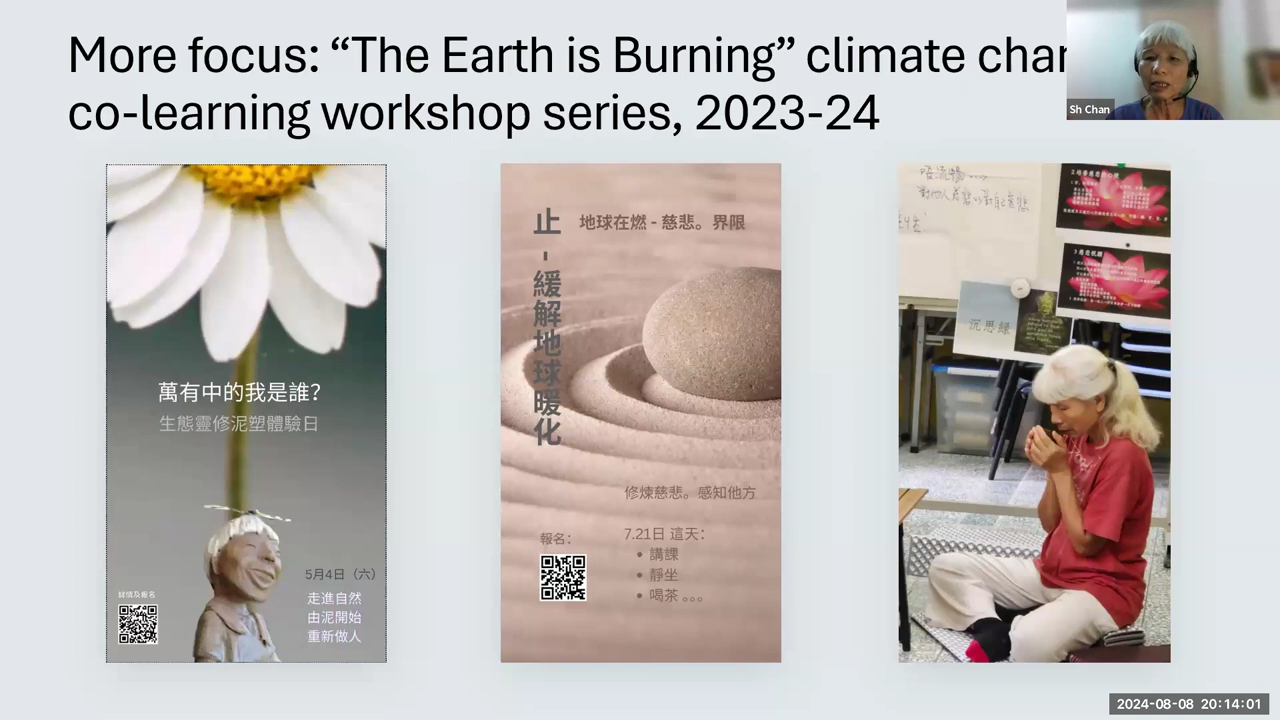 More focus: “The Earth is Burning” climate chan
co-learning workshop series, 2023-24
Sh Chan
萬有中的我是誰?
生態靈修泥塑體驗日
5月4日（六）
走進自然
由泥開始
重新做人
詳情及報名
止 - 緩解地球暖化
地球在燃 - 慈悲。界限
修煉慈悲。感知他方
報名：
7.21日 這天：
• 講課
• 靜坐
• 喝茶 。。。
沉思緣
2024-08-08 20:14:01